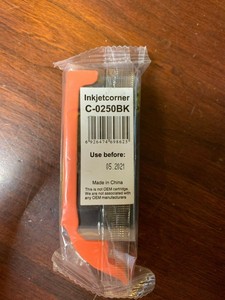 Inkjetcorner
C-0250BK
Use before:
05.2021
Made in China
This is not OEM cartridge.
We are not associated with
any OEM manufacturers